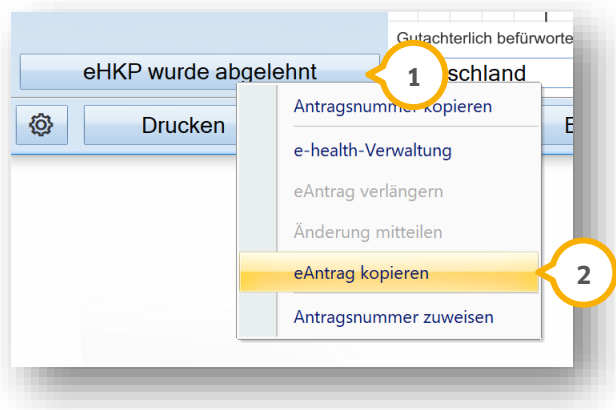 Gutachterlich befürworte
eHKP wurde abgelehnt
1
schland
Antragsnummer kopieren
Drucken
E
e-health-Verwaltung
eAntrag verlängern
Änderung mitteilen
eAntrag kopieren
2
Antragsnummer zuweisen